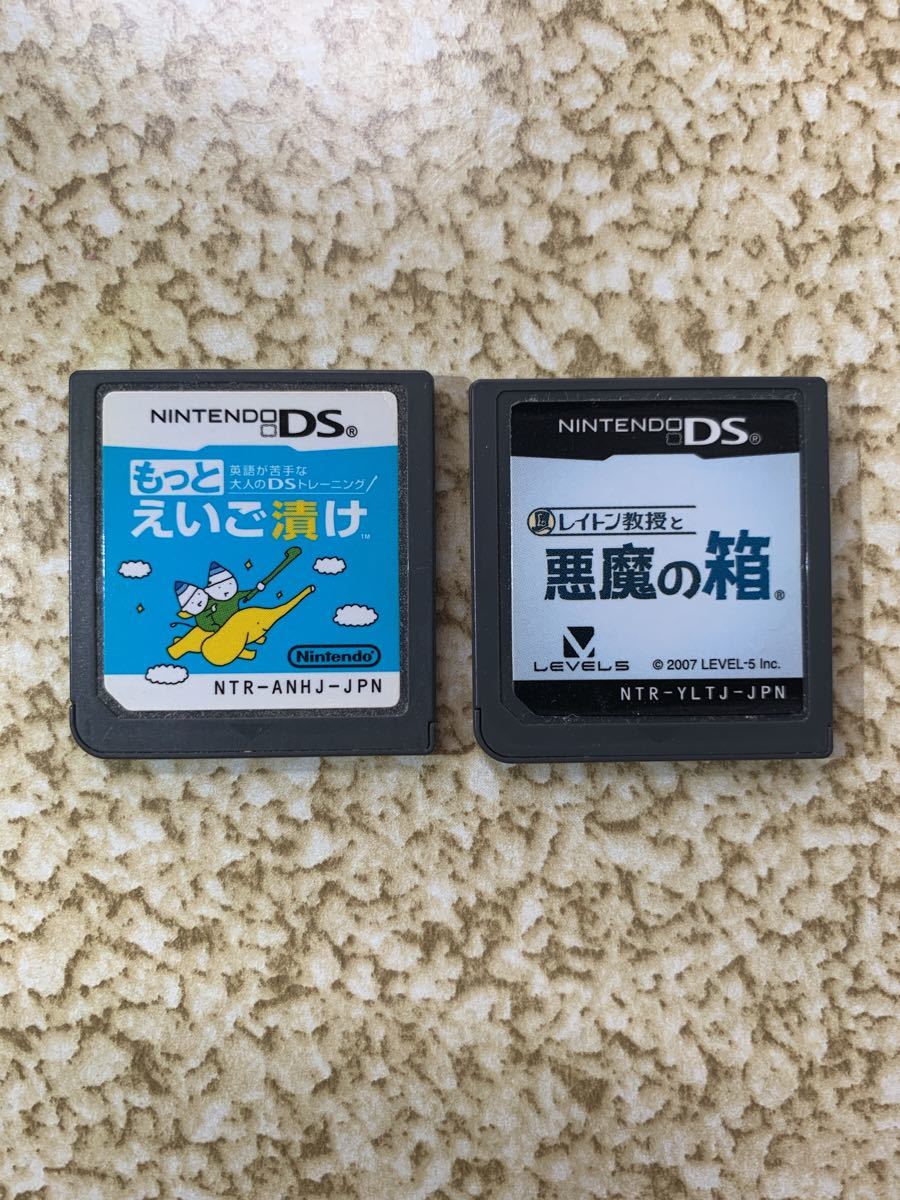 NINTENDO DS®
もっと
英語が苦手な
大人のDSトレーニング
えいご漬け™
Nintendo®
NTR-ANHJ-JPN
NINTENDO DS®
レイトン教授と
悪魔の箱®
LEVEL5
© 2007 LEVEL-5 Inc.
NTR-YLTJ-JPN